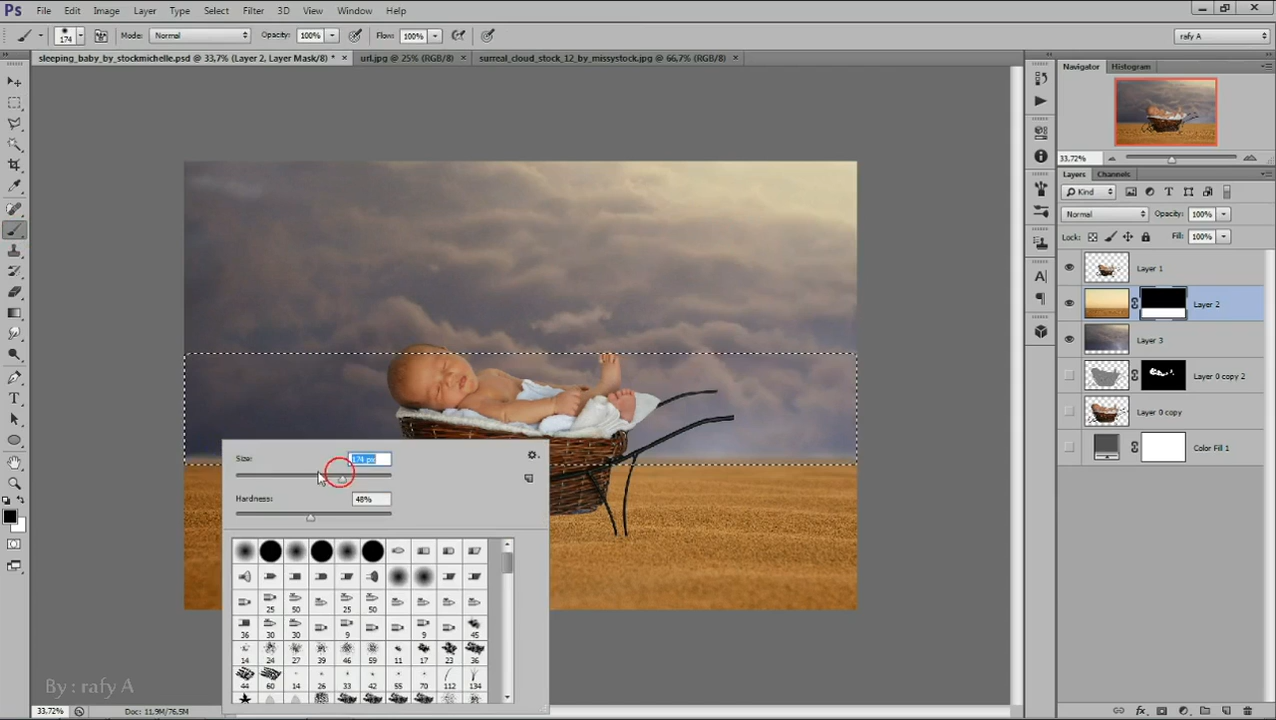 Ps File Edit Image Layer Type Select Filter 3D View Window Help
174 Mode: Normal Opacity: 100% Flow: 100% rafy A
sleeping_baby_by_stockmichelle.psd @ 33,7% (Layer 2, Layer Mask/8) * × url.jpg @ 25% (RGB/8) × surreal_cloud_stock_12_by_missystock.jpg @ 66,7% (RGB/8) ×
Navigator Histogram
33,72%
Layers Channels
Kind
Normal Opacity: 100%
Lock: Fill: 100%
Layer 1
Layer 2
Layer 3
Layer 0 copy 2
Layer 0 copy
Color Fill 1
Size: 174 px
Hardness: 48%
25 50 25 50
36 30 30 9 9 45
14 24 27 39 46 59 11 17 23 36
44 60 14 26 33 42 55 70 112 134
By : rafy A
33,72% Doc: 11,9M/76,5M